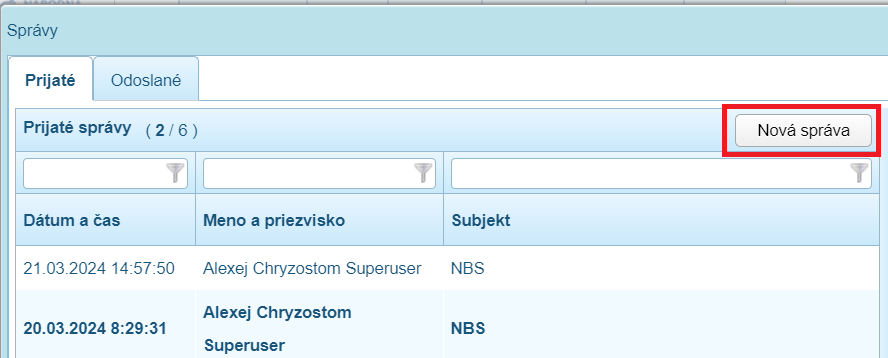 Správy
Prijaté Odoslané
Prijaté správy ( 2 / 6 ) Nová správa
Dátum a čas Meno a priezvisko Subjekt
21.03.2024 14:57:50 Alexej Chryzostom Superuser NBS
20.03.2024 8:29:31 Alexej Chryzostom Superuser NBS